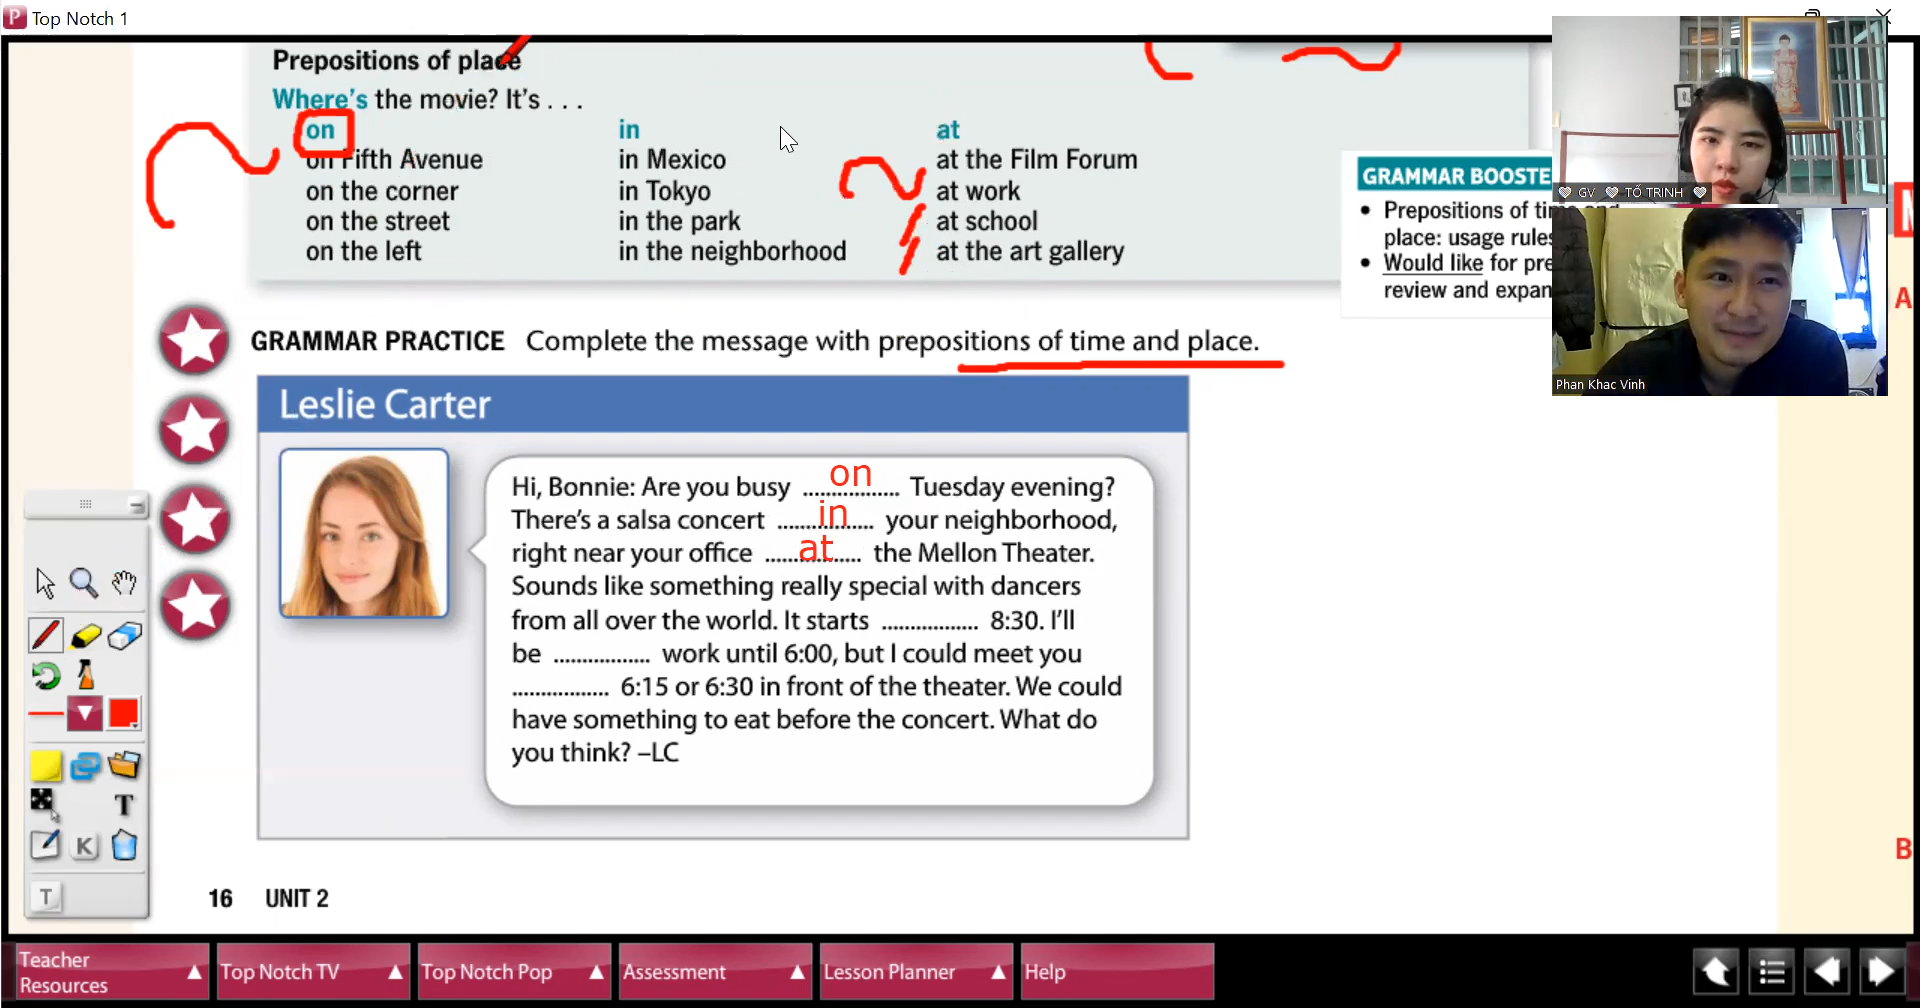 Top Notch 1
Prepositions of place
Where's the movie? It's . . .
on in at
on Fifth Avenue in Mexico at the Film Forum
on the corner in Tokyo at work
on the street in the park at school
on the left in the neighborhood at the art gallery
GRAMMAR BOOSTE
• Prepositions of time and
place: usage rules
• Would like for pre
review and expan
GV TỐ TRINH
Phan Khac Vinh
GRAMMAR PRACTICE Complete the message with prepositions of time and place.
Leslie Carter
Hi, Bonnie: Are you busy on Tuesday evening?
There's a salsa concert in your neighborhood,
right near your office at the Mellon Theater.
Sounds like something really special with dancers
from all over the world. It starts ................. 8:30. I'll
be ................. work until 6:00, but I could meet you
................. 6:15 or 6:30 in front of the theater. We could
have something to eat before the concert. What do
you think? –LC
A
B
T
K
T
16 UNIT 2
Teacher Resources
Top Notch TV
Top Notch Pop
Assessment
Lesson Planner
Help